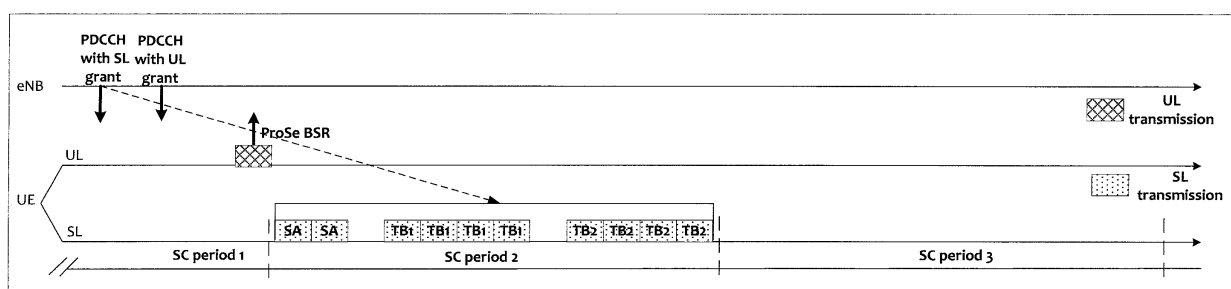 PDCCH with SL grant
PDCCH with UL grant
eNB
UL transmission
ProSe BSR
UL
SL transmission
UE
SL
SA SA TB1 TB1 TB1 TB1 TB2 TB2 TB2 TB2
SC period 1 SC period 2 SC period 3